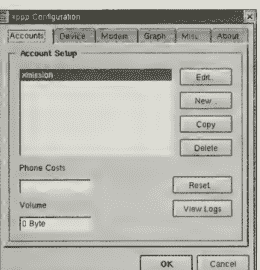 kppp Configuration
Accounts Device Modem Graph Misc. About
Account Setup
xmission
Edit...
New...
Copy
Delete
Phone Costs
Reset...
Volume
View Logs
0 Byte
OK Cancel